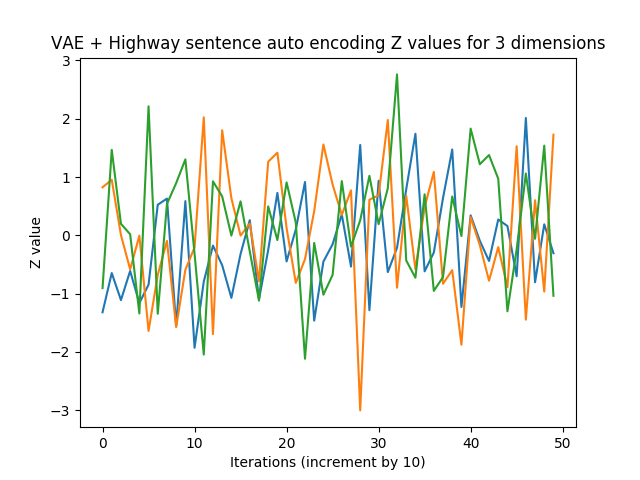 VAE + Highway sentence auto encoding Z values for 3 dimensions
3
2
1
0
−1
−2
−3
Z value
0 10 20 30 40 50
Iterations (increment by 10)